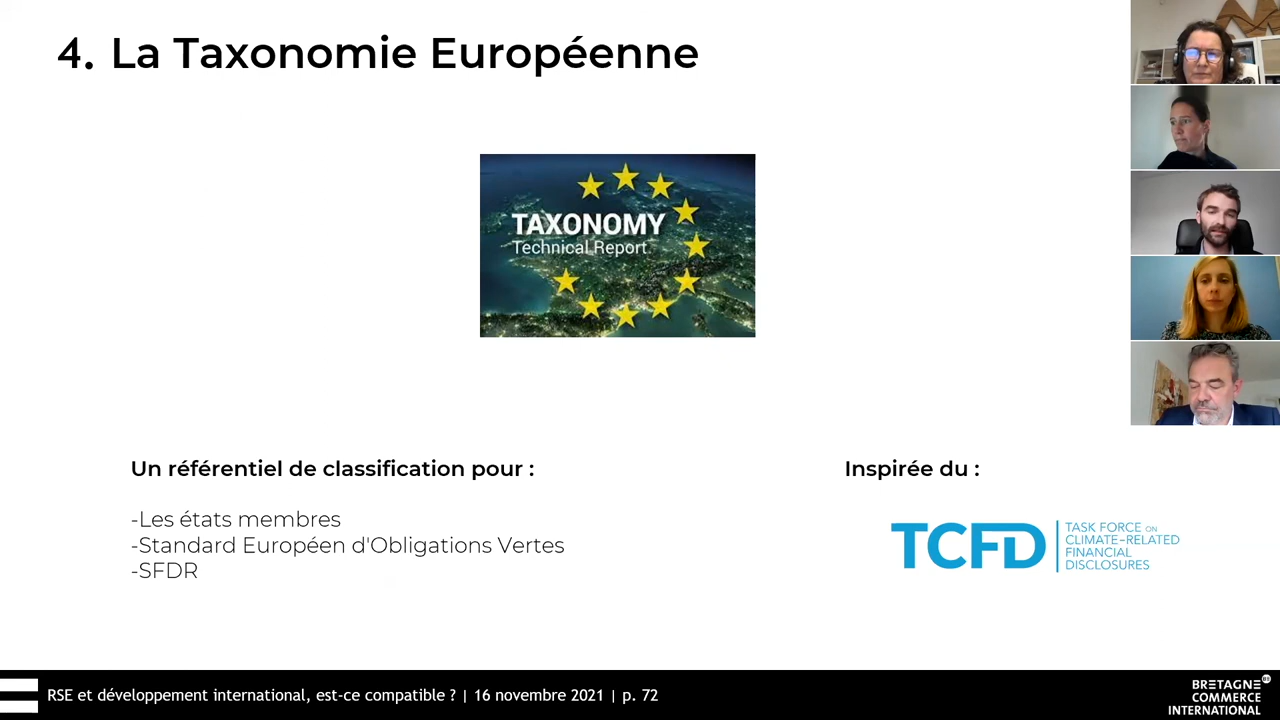 4. La Taxonomie Européenne
TAXONOMY
Technical Report
Un référentiel de classification pour :
-Les états membres
-Standard Européen d'Obligations Vertes
-SFDR
Inspirée du :
TCFD
TASK FORCE ON
CLIMATE-RELATED
FINANCIAL
DISCLOSURES
RSE et développement international, est-ce compatible ? | 16 novembre 2021 | p. 72
BRETAGNE
COMMERCE
INTERNATIONAL